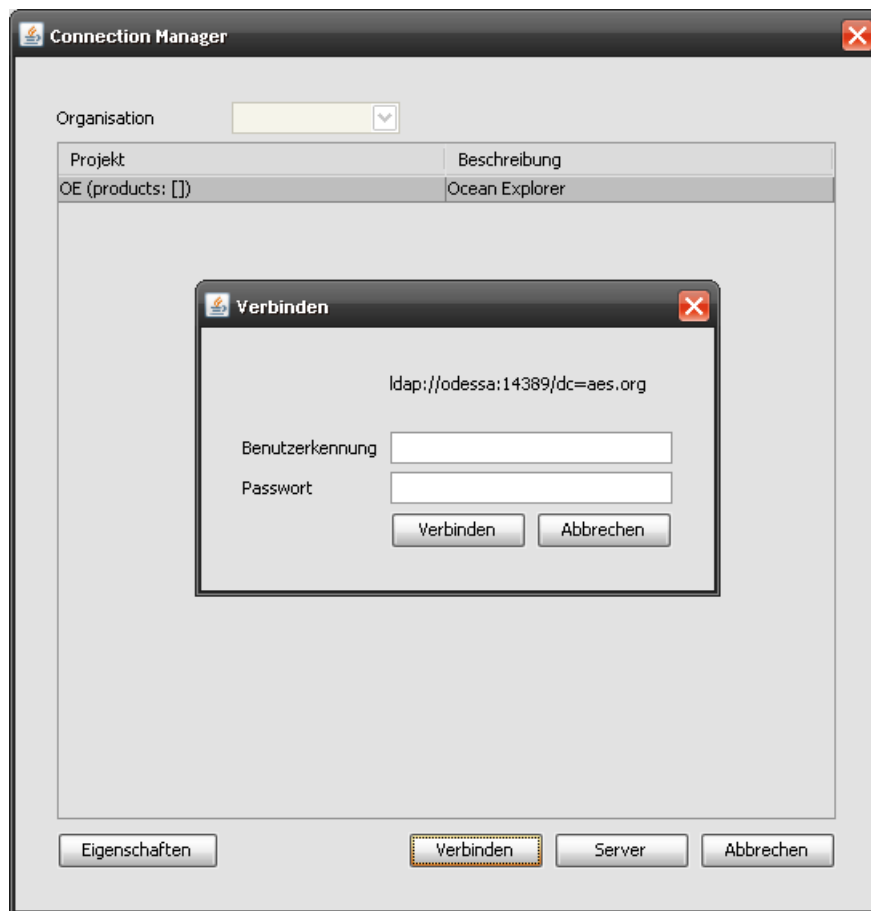 Connection Manager
Organisation
Projekt Beschreibung
OE (products: []) Ocean Explorer
Verbinden
ldap://odessa:14389/dc=aes.org
Benutzerkennung
Passwort
Verbinden Abbrechen
Eigenschaften Verbinden Server Abbrechen